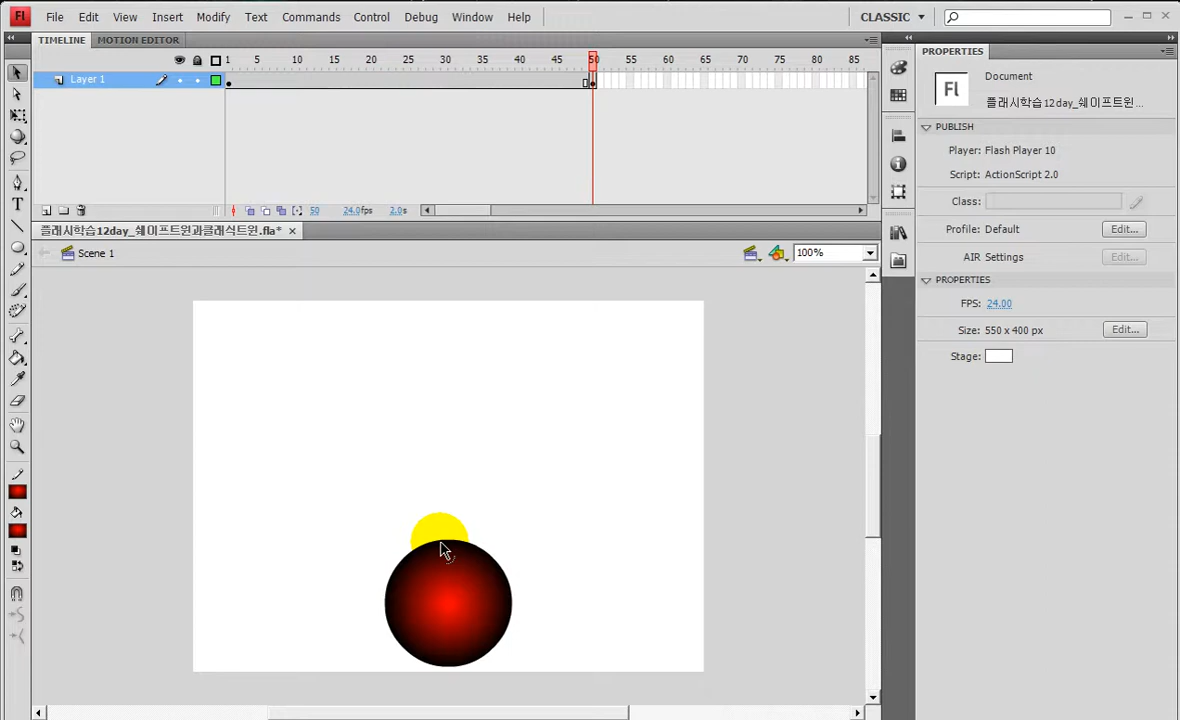 Fl File Edit View Insert Modify Text Commands Control Debug Window Help CLASSIC
TIMELINE MOTION EDITOR
1 5 10 15 20 25 30 35 40 45 50 55 60 65 70 75 80 85
Layer 1
50 24.0fps 2.0s
플래시학습12day_쉐이프트윈과클래식트윈.fla*
Scene 1
100%
PROPERTIES
Fl
Document
플래시학습12day_쉐이프트윈...
PUBLISH
Player: Flash Player 10
Script: ActionScript 2.0
Class:
Profile: Default Edit...
AIR Settings Edit...
PROPERTIES
FPS: 24.00
Size: 550 x 400 px Edit...
Stage: